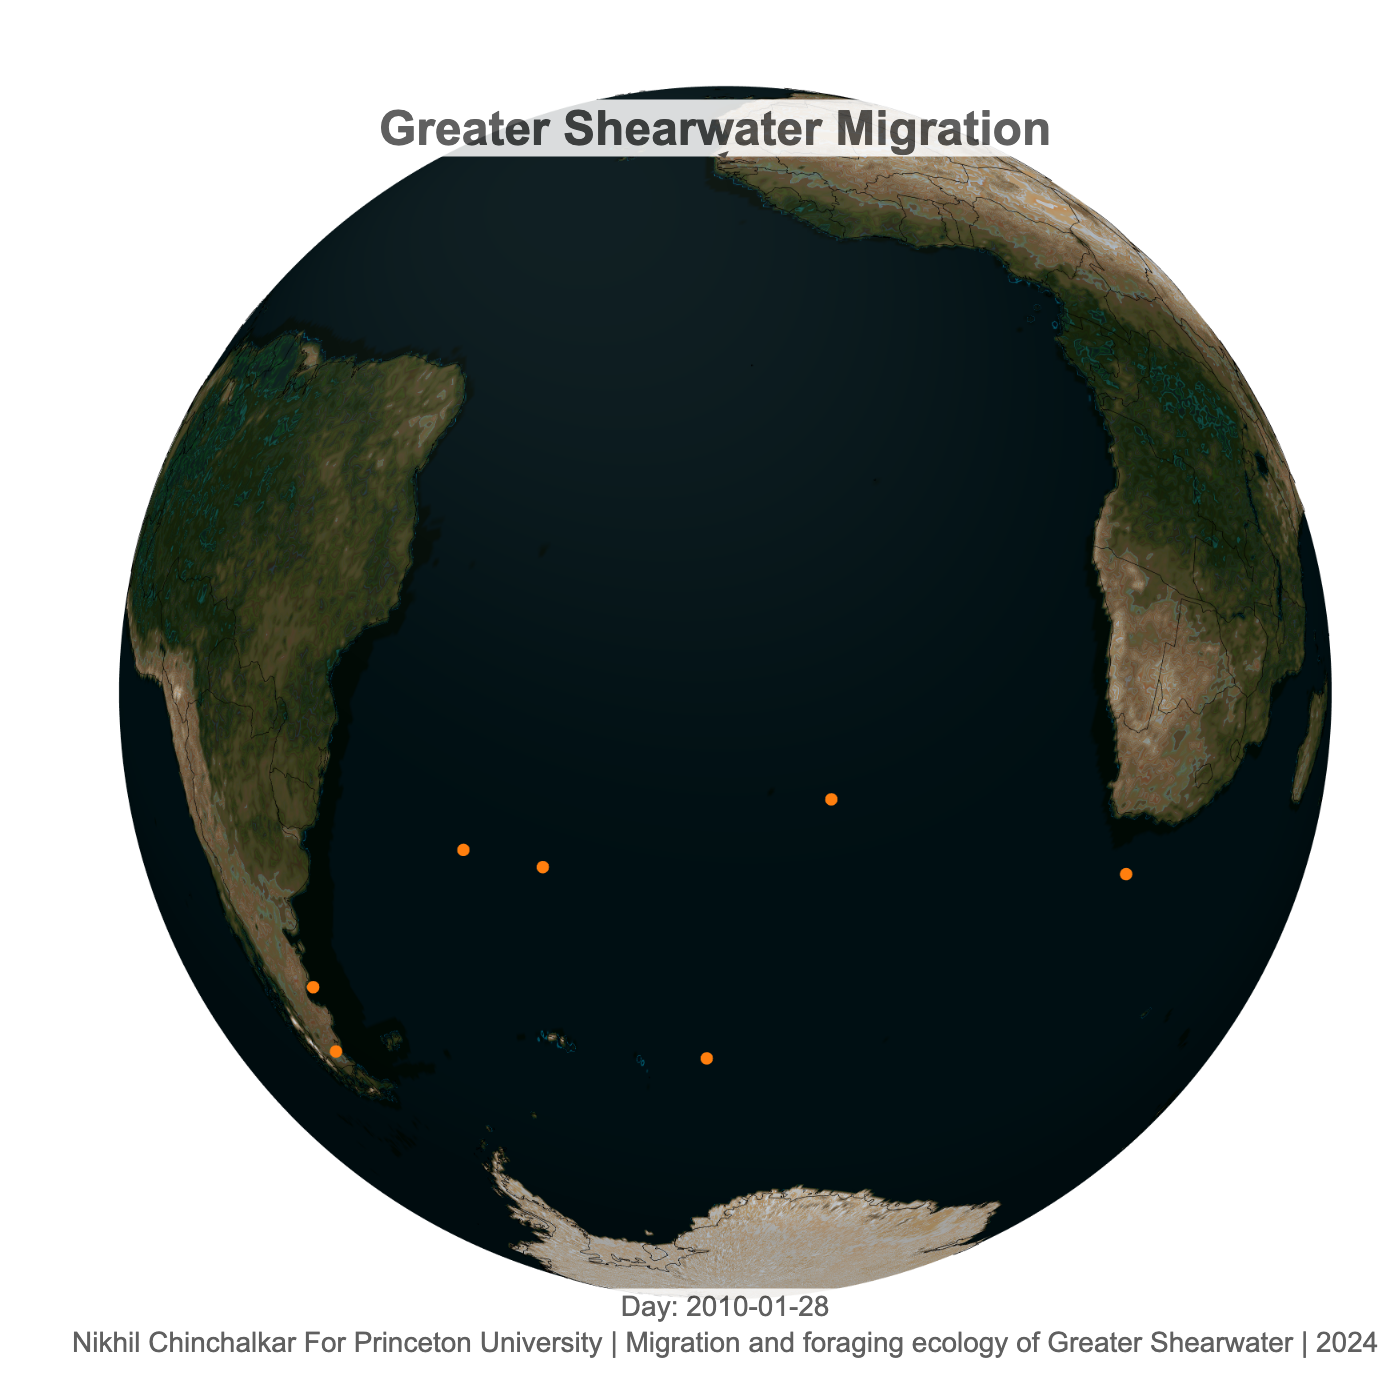 Greater Shearwater Migration
Day: 2010-01-28
Nikhil Chinchalkar For Princeton University | Migration and foraging ecology of Greater Shearwater | 2024